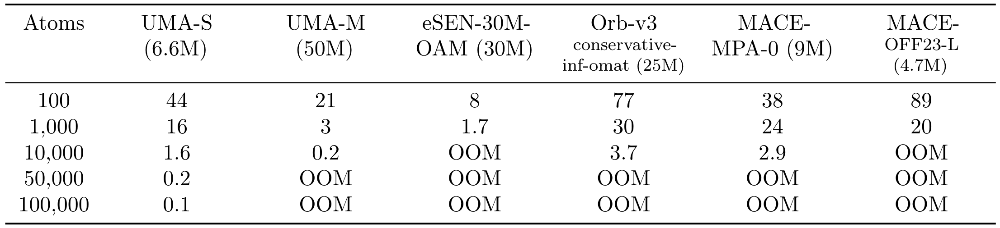 Atoms UMA-S UMA-M eSEN-30M- Orb-v3 MACE- MACE-
(6.6M) (50M) OAM (30M) conservative- MPA-0 (9M) OFF23-L
inf-omat (25M) (4.7M)
100 44 21 8 77 38 89
1,000 16 3 1.7 30 24 20
10,000 1.6 0.2 OOM 3.7 2.9 OOM
50,000 0.2 OOM OOM OOM OOM OOM
100,000 0.1 OOM OOM OOM OOM OOM